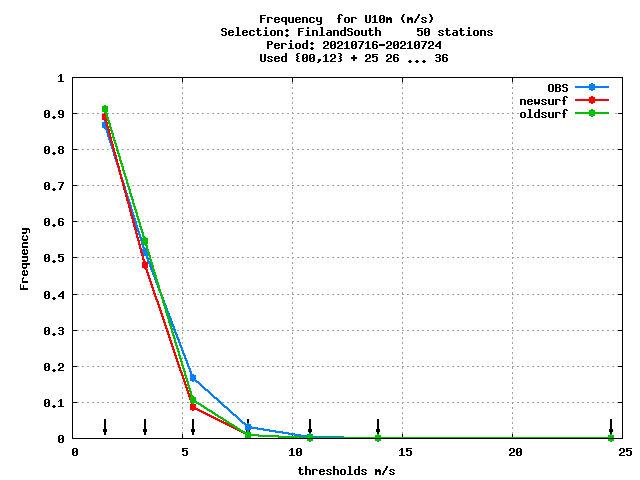 Frequency  for U10m (m/s)
Selection: FinlandSouth     50 stations
Period: 20210716-20210724
Used {00,12} + 25 26 ... 36
OBS
newsurf
oldsurf
1
0.9
0.8
0.7
0.6
0.5
0.4
0.3
0.2
0.1
0
Frequency
0 5 10 15 20 25
thresholds m/s